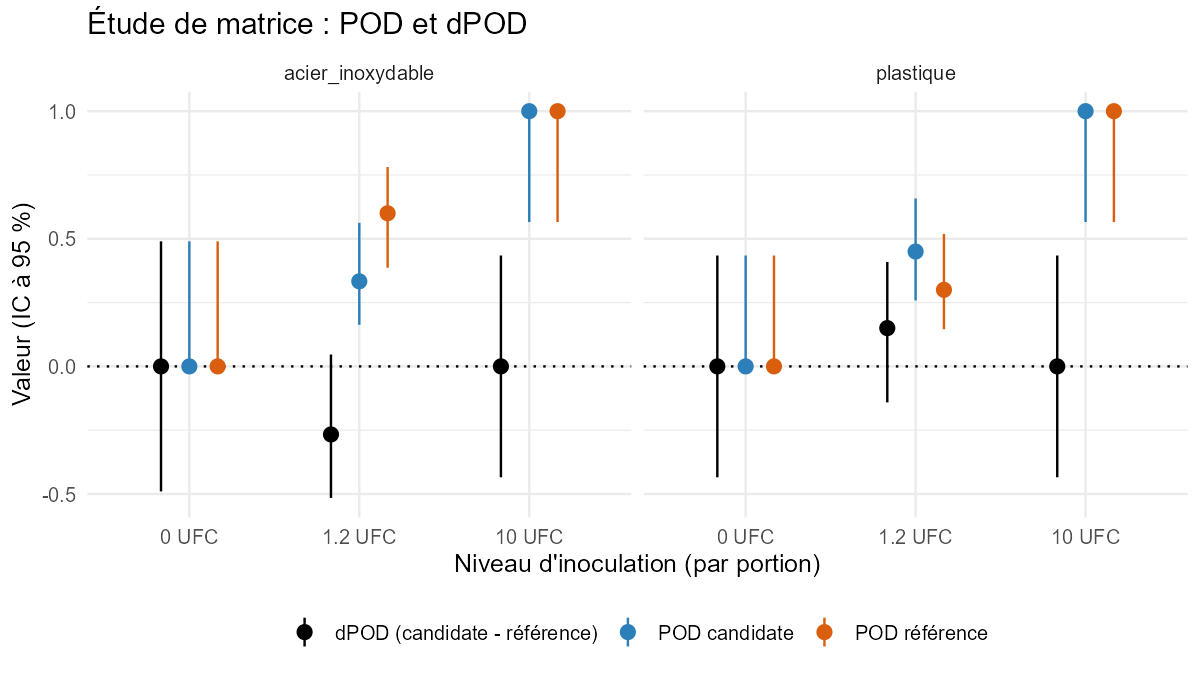 Étude de matrice : POD et dPOD
acier_inoxydable
plastique
Valeur (IC à 95 %)
1.0
0.5
0.0
-0.5
0 UFC
1.2 UFC
10 UFC
0 UFC
1.2 UFC
10 UFC
Niveau d'inoculation (par portion)
dPOD (candidate - référence)
POD candidate
POD référence